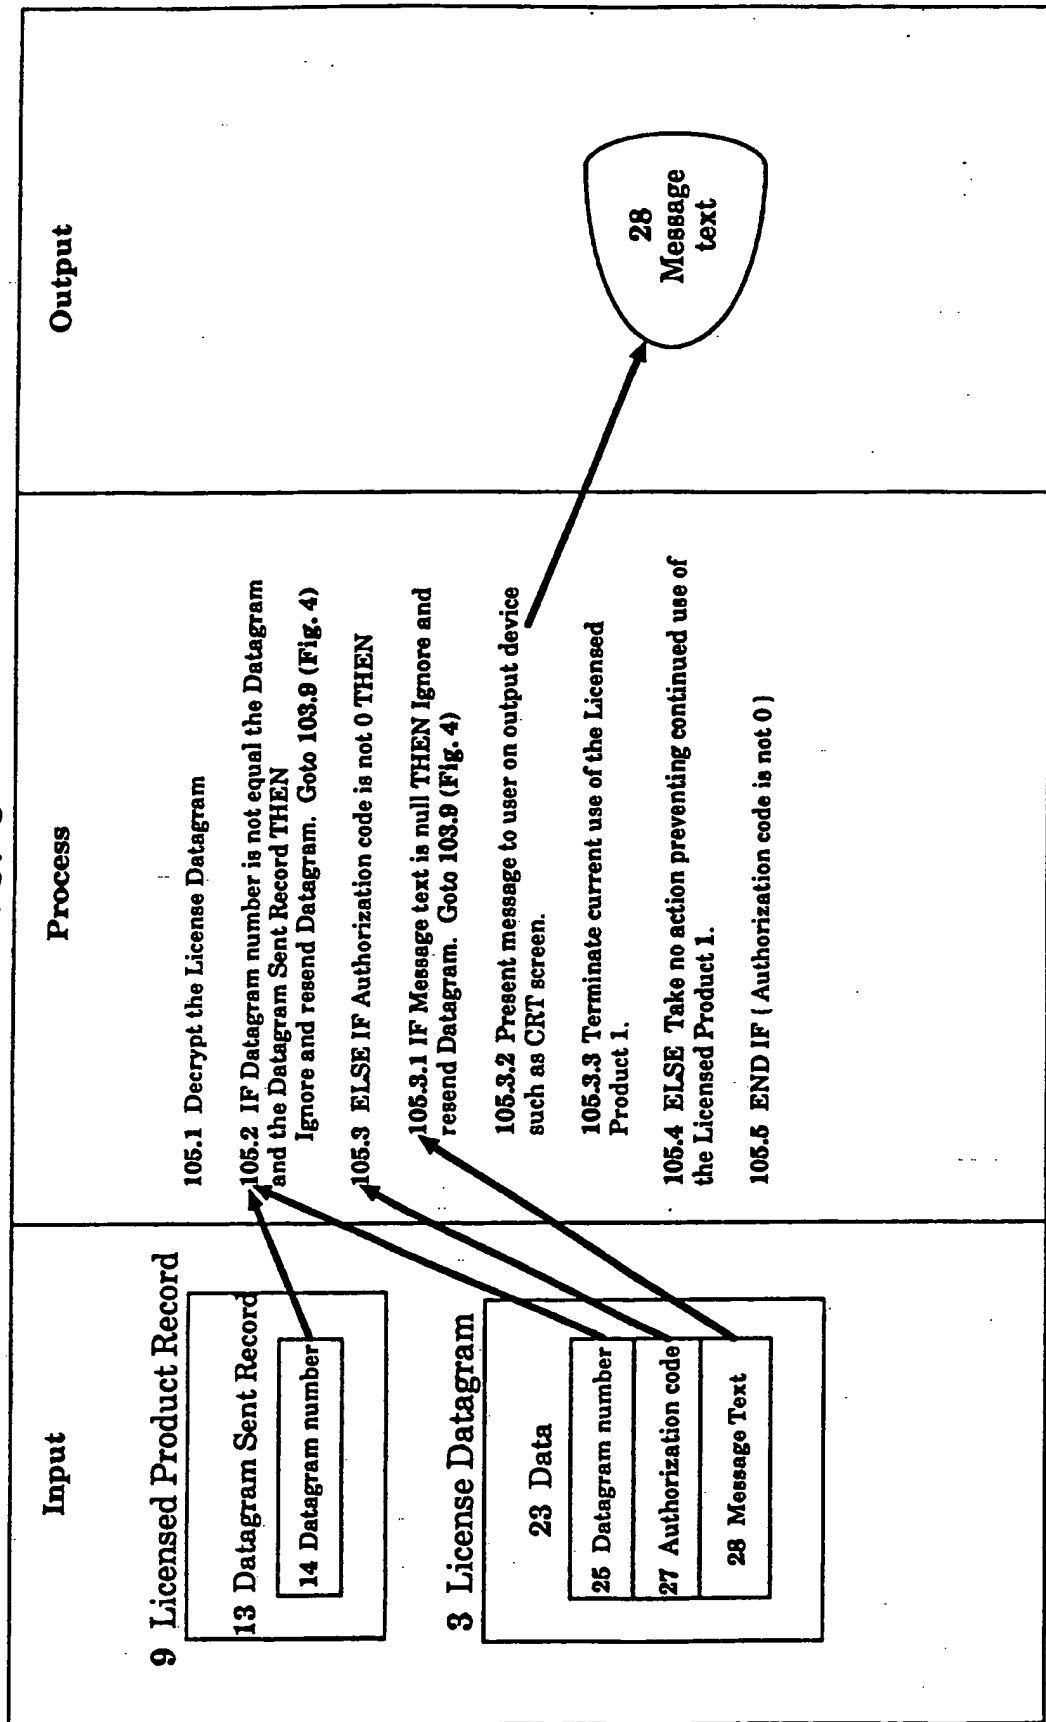 Input
Process
Output
9 Licensed Product Record
13 Datagram Sent Record
14 Datagram number
3 License Datagram
23 Data
25 Datagram number
27 Authorization code
28 Message Text
105.1 Decrypt the License Datagram
105.2 IF Datagram number is not equal the Datagram
and the Datagram Sent Record THEN
Ignore and resend Datagram. Goto 103.9 (Fig. 4)
105.3 ELSE IF Authorization code is not 0 THEN
105.3.1 IF Message text is null THEN Ignore and
resend Datagram. Goto 103.9 (Fig. 4)
105.3.2 Present message to user on output device
such as CRT screen.
105.3.3 Terminate current use of the Licensed
Product 1.
105.4 ELSE Take no action preventing continued use of
the Licensed Product 1.
105.5 END IF ( Authorization code is not 0 )
28
Message
text